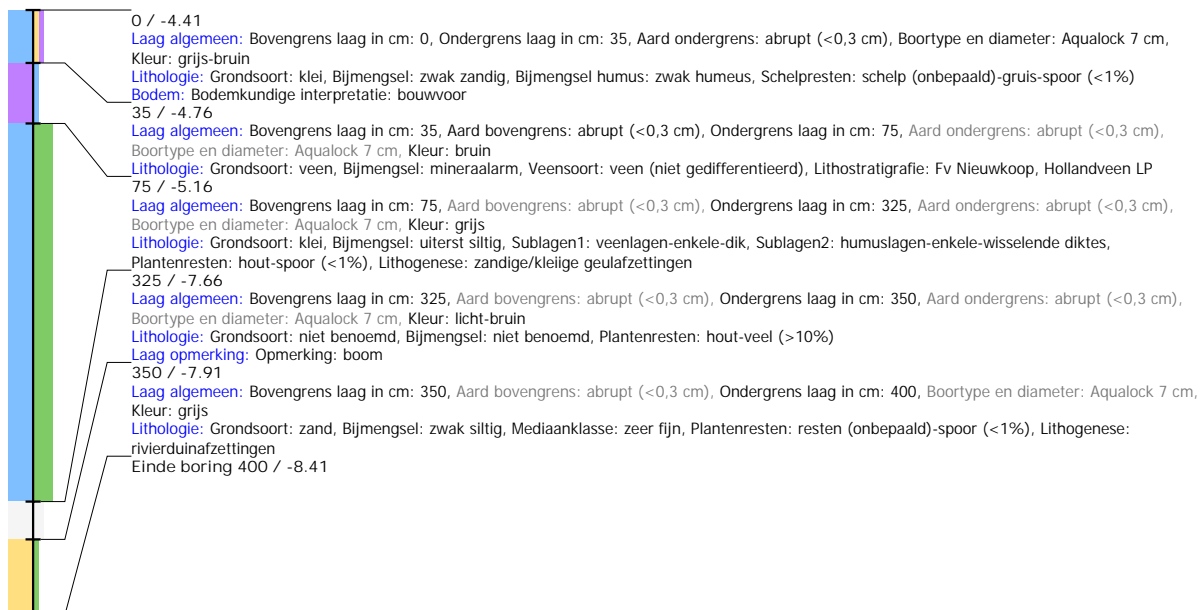 0 / -4.41
Laag algemeen: Bovengrens laag in cm: 0, Ondergrens laag in cm: 35, Aard ondergrens: abrupt (<0,3 cm), Boortype en diameter: Aqualock 7 cm,
Kleur: grijs-bruin
Lithologie: Grondsoort: klei, Bijmengsel: zwak zandig, Bijmengsel humus: zwak humeus, Schelpresten: schelp (onbepaald)-gruis-spoor (<1%)
Bodem: Bodemkundige interpretatie: bouwvoor
35 / -4.76
Laag algemeen: Bovengrens laag in cm: 35, Aard bovengrens: abrupt (<0,3 cm), Ondergrens laag in cm: 75, Aard ondergrens: abrupt (<0,3 cm),
Boortype en diameter: Aqualock 7 cm, Kleur: bruin
Lithologie: Grondsoort: veen, Bijmengsel: mineraalarm, Veensoort: veen (niet gedifferentieerd), Lithostratigrafie: Fv Nieuwkoop, Hollandveen LP
75 / -5.16
Laag algemeen: Bovengrens laag in cm: 75, Aard bovengrens: abrupt (<0,3 cm), Ondergrens laag in cm: 325, Aard ondergrens: abrupt (<0,3 cm),
Boortype en diameter: Aqualock 7 cm, Kleur: grijs
Lithologie: Grondsoort: klei, Bijmengsel: uiterst siltig, Sublagen1: veenlagen-enkele-dik, Sublagen2: humuslagen-enkele-wisselende diktes,
Plantenresten: hout-spoor (<1%), Lithogenese: zandige/kleiige geulafzettingen
325 / -7.66
Laag algemeen: Bovengrens laag in cm: 325, Aard bovengrens: abrupt (<0,3 cm), Ondergrens laag in cm: 350, Aard ondergrens: abrupt (<0,3 cm),
Boortype en diameter: Aqualock 7 cm, Kleur: licht-bruin
Lithologie: Grondsoort: niet benoemd, Bijmengsel: niet benoemd, Plantenresten: hout-veel (>10%)
Laag opmerking: Opmerking: boom
350 / -7.91
Laag algemeen: Bovengrens laag in cm: 350, Aard bovengrens: abrupt (<0,3 cm), Ondergrens laag in cm: 400, Boortype en diameter: Aqualock 7 cm,
Kleur: grijs
Lithologie: Grondsoort: zand, Bijmengsel: zwak siltig, Mediaanklasse: zeer fijn, Plantenresten: resten (onbepaald)-spoor (<1%), Lithogenese:
rivierduinafzettingen
Einde boring 400 / -8.41